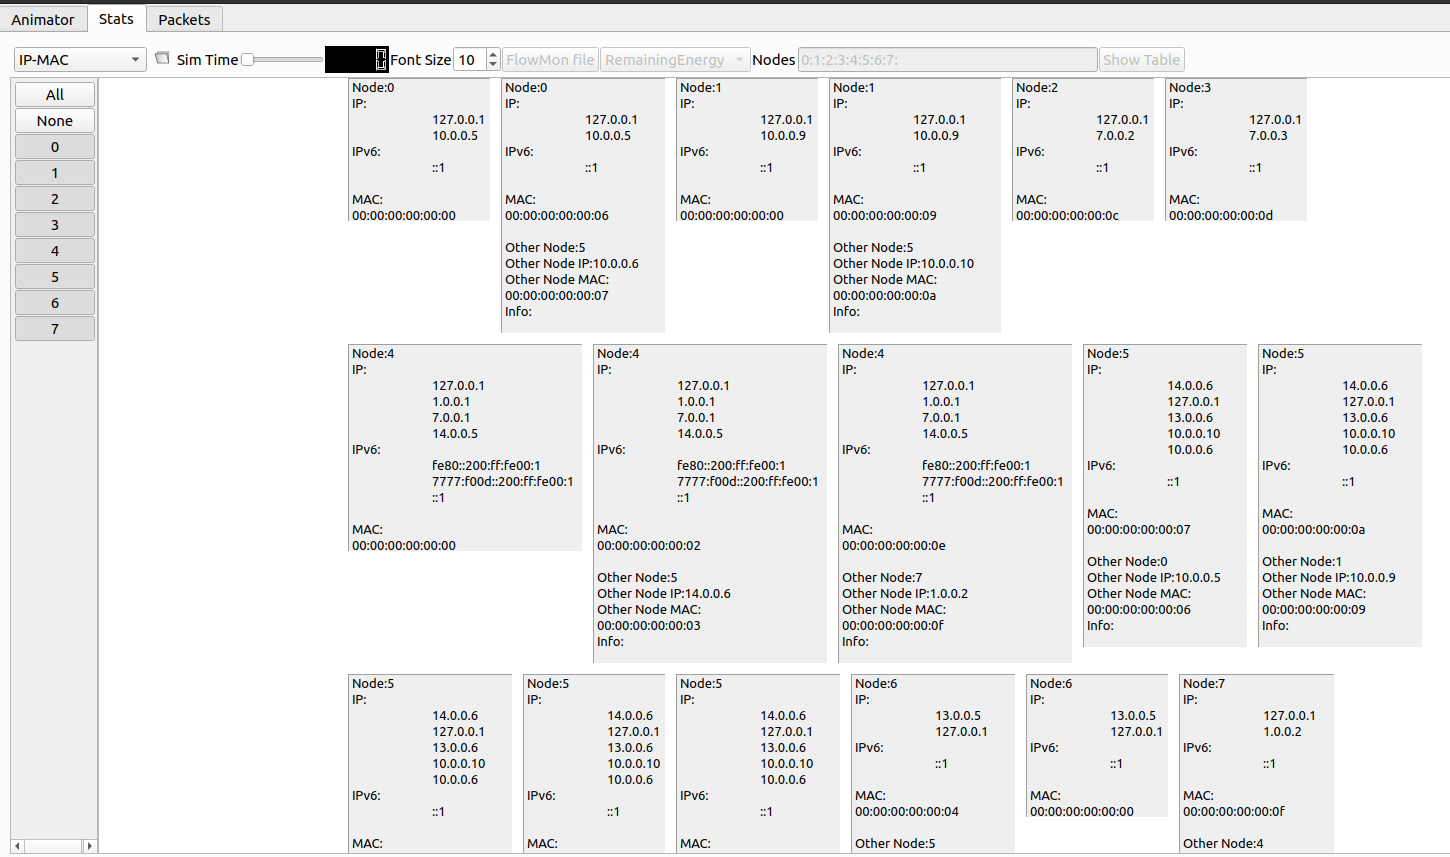 Animator Stats Packets
IP-MAC Sim Time 0 Font Size 10 FlowMon file RemainingEnergy Nodes 0:1:2:3:4:5:6:7: Show Table
All
None
0
1
2
3
4
5
6
7
Node:0
IP:
127.0.0.1
10.0.0.5
IPv6:
::1
MAC:
00:00:00:00:00:00
Node:0
IP:
127.0.0.1
10.0.0.5
IPv6:
::1
MAC:
00:00:00:00:00:06
Other Node:5
Other Node IP:10.0.0.6
Other Node MAC:
00:00:00:00:00:07
Info:
Node:1
IP:
127.0.0.1
10.0.0.9
IPv6:
::1
MAC:
00:00:00:00:00:00
Node:1
IP:
127.0.0.1
10.0.0.9
IPv6:
::1
MAC:
00:00:00:00:00:09
Other Node:5
Other Node IP:10.0.0.10
Other Node MAC:
00:00:00:00:00:0a
Info:
Node:2
IP:
127.0.0.1
7.0.0.2
IPv6:
::1
MAC:
00:00:00:00:00:0c
Node:3
IP:
127.0.0.1
7.0.0.3
IPv6:
::1
MAC:
00:00:00:00:00:0d
Node:4
IP:
127.0.0.1
1.0.0.1
7.0.0.1
14.0.0.5
IPv6:
fe80::200:ff:fe00:1
7777:f00d::200:ff:fe00:1
::1
MAC:
00:00:00:00:00:00
Node:4
IP:
127.0.0.1
1.0.0.1
7.0.0.1
14.0.0.5
IPv6:
fe80::200:ff:fe00:1
7777:f00d::200:ff:fe00:1
::1
MAC:
00:00:00:00:00:02
Other Node:5
Other Node IP:14.0.0.6
Other Node MAC:
00:00:00:00:00:03
Info:
Node:4
IP:
127.0.0.1
1.0.0.1
7.0.0.1
14.0.0.5
IPv6:
fe80::200:ff:fe00:1
7777:f00d::200:ff:fe00:1
::1
MAC:
00:00:00:00:00:0e
Other Node:7
Other Node IP:1.0.0.2
Other Node MAC:
00:00:00:00:00:0f
Info:
Node:5
IP:
14.0.0.6
127.0.0.1
13.0.0.6
10.0.0.10
10.0.0.6
IPv6:
::1
MAC:
00:00:00:00:00:07
Other Node:0
Other Node IP:10.0.0.5
Other Node MAC:
00:00:00:00:00:06
Info:
Node:5
IP:
14.0.0.6
127.0.0.1
13.0.0.6
10.0.0.10
10.0.0.6
IPv6:
::1
MAC:
00:00:00:00:00:0a
Other Node:1
Other Node IP:10.0.0.9
Other Node MAC:
00:00:00:00:00:09
Info:
Node:5
IP:
14.0.0.6
127.0.0.1
13.0.0.6
10.0.0.10
10.0.0.6
IPv6:
::1
MAC:
Node:5
IP:
14.0.0.6
127.0.0.1
13.0.0.6
10.0.0.10
10.0.0.6
IPv6:
::1
MAC:
Node:5
IP:
14.0.0.6
127.0.0.1
13.0.0.6
10.0.0.10
10.0.0.6
IPv6:
::1
MAC:
Node:6
IP:
13.0.0.5
127.0.0.1
IPv6:
::1
MAC:
00:00:00:00:00:04
Other Node:5
Node:6
IP:
13.0.0.5
127.0.0.1
IPv6:
::1
MAC:
00:00:00:00:00:00
Node:7
IP:
127.0.0.1
1.0.0.2
IPv6:
::1
MAC:
00:00:00:00:00:0f
Other Node:4